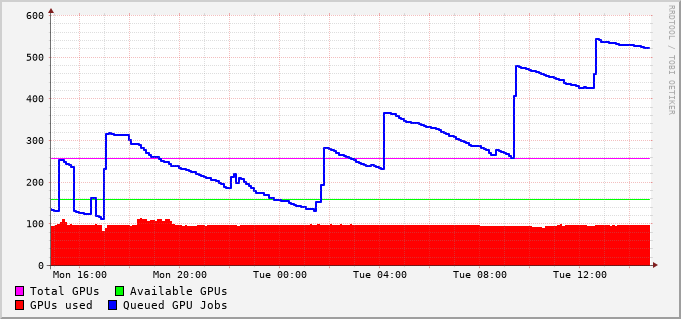 600
500
400
300
200
100
0
Mon 16:00 Mon 20:00 Tue 00:00 Tue 04:00 Tue 08:00 Tue 12:00
Total GPUs Available GPUs
GPUs used Queued GPU Jobs
RRDTOOL / TOBI OETIKER